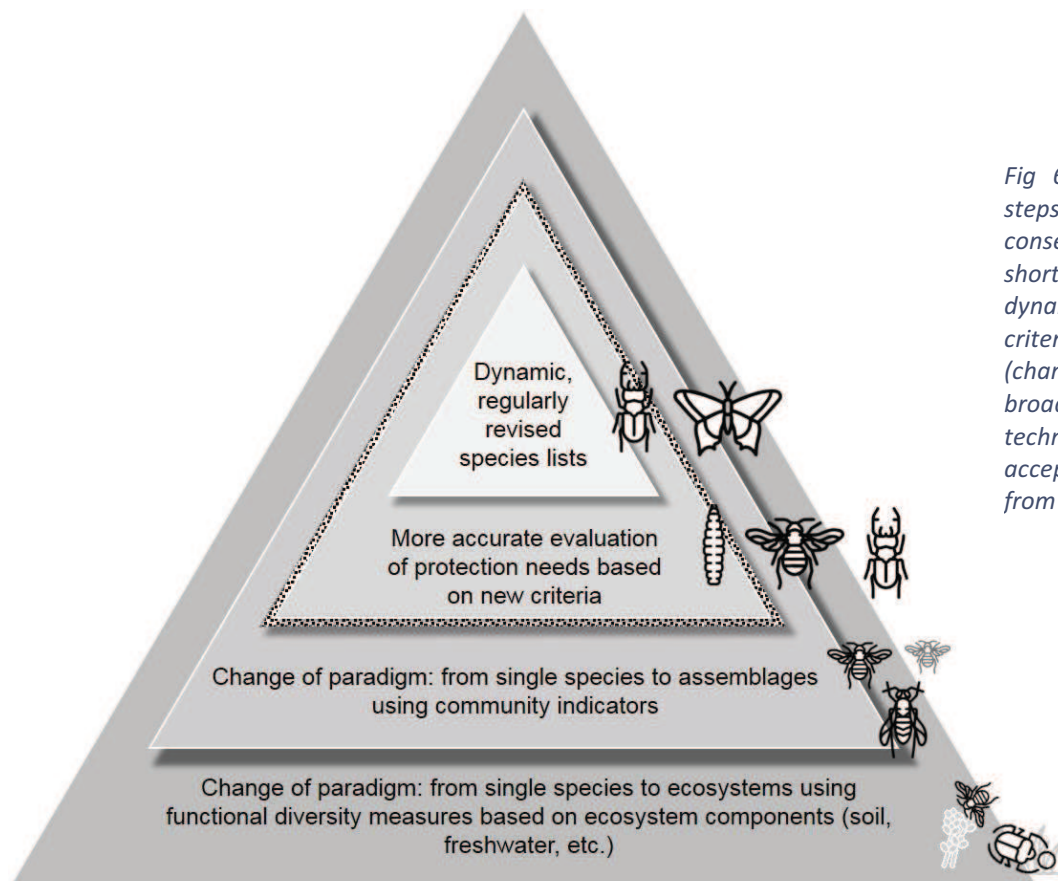 Dynamic,
regularly
revised
species lists
More accurate evaluation
of protection needs based
on new criteria
Change of paradigm: from single species to assemblages
using community indicators
Change of paradigm: from single species to ecosystems using
functional diversity measures based on ecosystem components (soil,
freshwater, etc.)
Fig 6
steps
conse
short
dyna
criter
(chan
broad
techn
accep
from